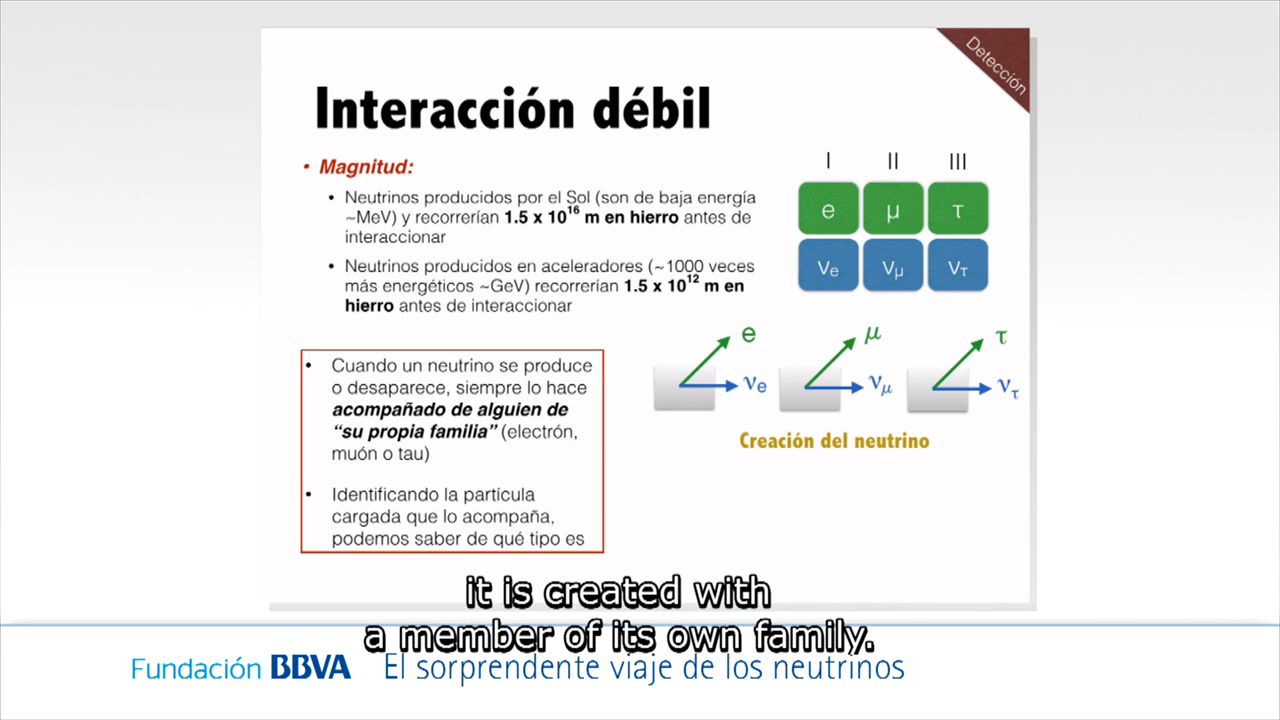 Detección
Interacción débil
• Magnitud:
• Neutrinos producidos por el Sol (son de baja energía
~MeV) y recorrerían 1.5 x 10^16 m en hierro antes de
interaccionar
• Neutrinos producidos en aceleradores (~1000 veces
más energéticos ~GeV) recorrerían 1.5 x 10^12 m en
hierro antes de interaccionar
I II III
e μ τ
νe νμ ντ
e μ τ
νe νμ ντ
Creación del neutrino
• Cuando un neutrino se produce
o desaparece, siempre lo hace
acompañado de alguien de
“su propia familia” (electrón,
muón o tau)
• Identificando la partícula
cargada que lo acompaña,
podemos saber de qué tipo es
it is created with
a member of its own family.
Fundación BBVA El sorprendente viaje de los neutrinos